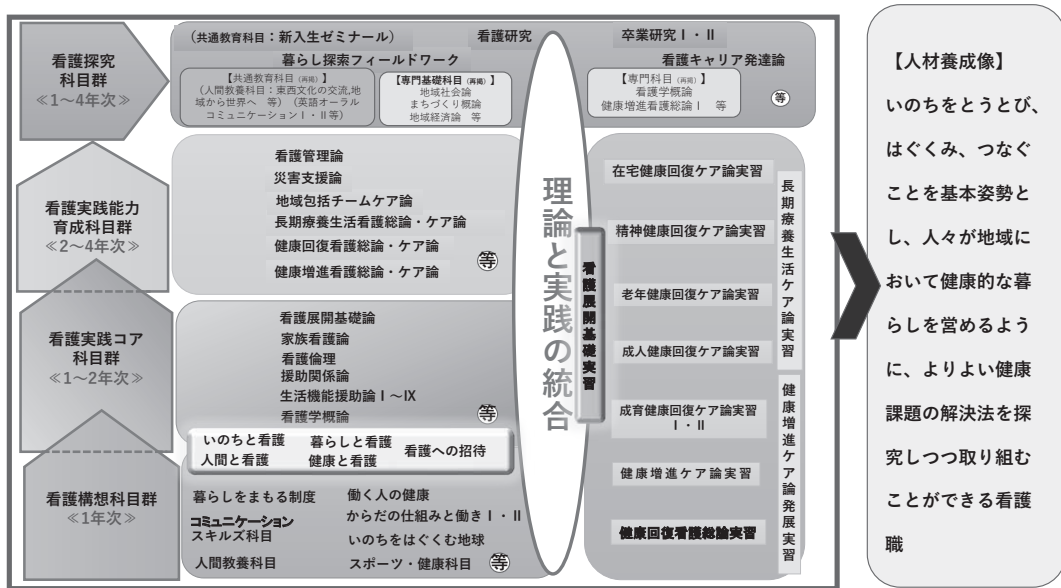 看護探究
科目群
≪1〜4年次≫
(共通教育科目：新入生ゼミナール)
看護研究
卒業研究Ⅰ・Ⅱ
暮らし探索フィールドワーク
看護キャリア発達論
【共通教育科目（再掲）】
(人間教養科目：東西文化の交流,地
域から世界へ　等) (英語オーラル
コミュニケーションⅠ・Ⅱ等)
【専門基礎科目（再掲）】
地域社会論
まちづくり概論
地域経済論　等
【専門科目（再掲）】
看護学概論
健康増進看護総論Ⅰ　等
等
看護実践能力
育成科目群
≪2〜4年次≫
看護管理論
災害支援論
地域包括チームケア論
長期療養生活看護総論・ケア論
健康回復看護総論・ケア論
健康増進看護総論・ケア論
等
看護実践コア
科目群
≪1〜2年次≫
看護展開基礎論
家族看護論
看護倫理
援助関係論
生活機能援助論Ⅰ〜Ⅸ
看護学概論
等
いのちと看護
暮らしと看護
看護への招待
人間と看護
健康と看護
看護構想科目群
≪1年次≫
暮らしをまもる制度
働く人の健康
コミュニケーション
スキルズ科目
からだの仕組みと働きⅠ・Ⅱ
いのちをはぐくむ地球
人間教養科目
スポーツ・健康科目
等
理論と実践の統合
看護展開基礎実習
在宅健康回復ケア論実習
精神健康回復ケア論実習
老年健康回復ケア論実習
成人健康回復ケア論実習
成育健康回復ケア論実習
Ⅰ・Ⅱ
健康増進ケア論実習
健康回復看護総論実習
長期療養生活ケア論実習
健康増進ケア論発展実習
【人材養成像】
いのちをとうとび、
はぐくみ、つなぐ
ことを基本姿勢と
し、人々が地域に
おいて健康的な暮
らしを営めるよう
に、よりよい健康
課題の解決法を探
究しつつ取り組む
ことができる看護
職